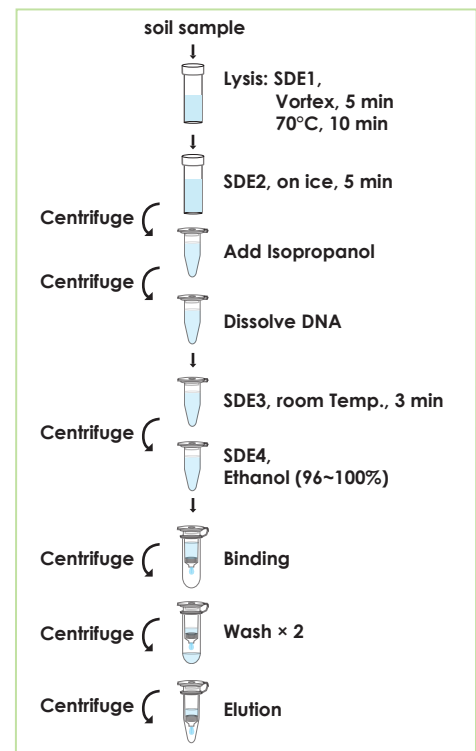 soil sample
Lysis: SDE1,
Vortex, 5 min
70°C, 10 min
SDE2, on ice, 5 min
Centrifuge
Add Isopropanol
Centrifuge
Dissolve DNA
SDE3, room Temp., 3 min
Centrifuge
SDE4,
Ethanol (96~100%)
Centrifuge
Binding
Centrifuge
Wash × 2
Centrifuge
Elution